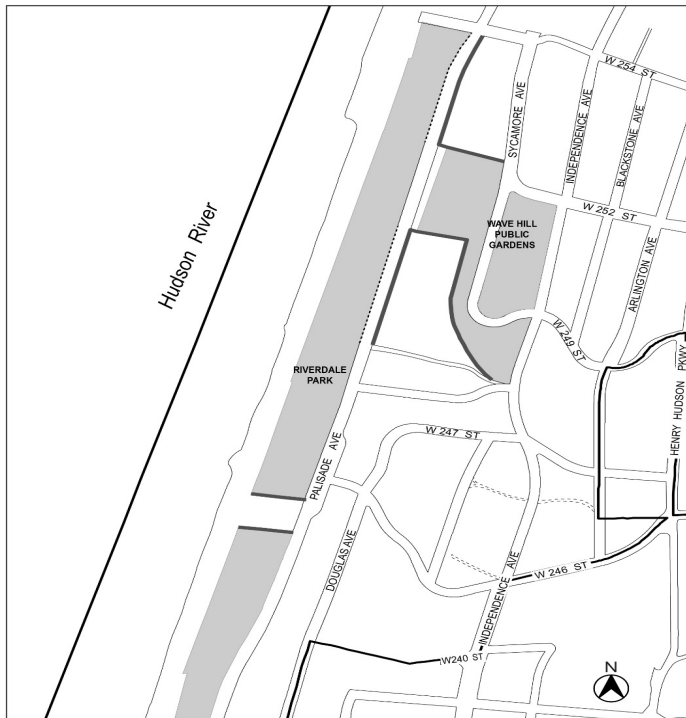 W 254 ST
SYCAMORE AVE
INDEPENDENCE AVE
BLACKSTONE AVE
W 252 ST
WAVE HILL
PUBLIC
GARDENS
ARLINGTON AVE
Hudson River
W 249 ST
HENRY HUDSON PKWY
RIVERDALE
PARK
W 247 ST
PALISADE AVE
DOUGLAS AVE
INDEPENDENCE AVE
W 246 ST
W240 ST
N